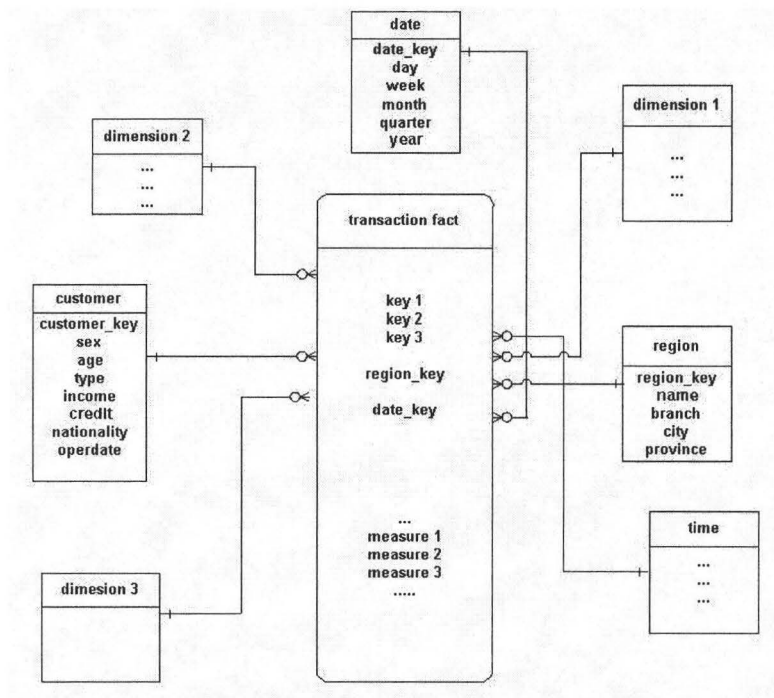 date
date_key
day
week
month
quarter
year
dimension 1
...
...
...
dimension 2
...
...
...
transaction fact
key 1
key 2
key 3
region_key
date_key
...
measure 1
measure 2
measure 3
.....
customer
customer_key
sex
age
type
income
credit
nationality
operdate
region
region_key
name
branch
city
province
time
...
...
...
dimesion 3